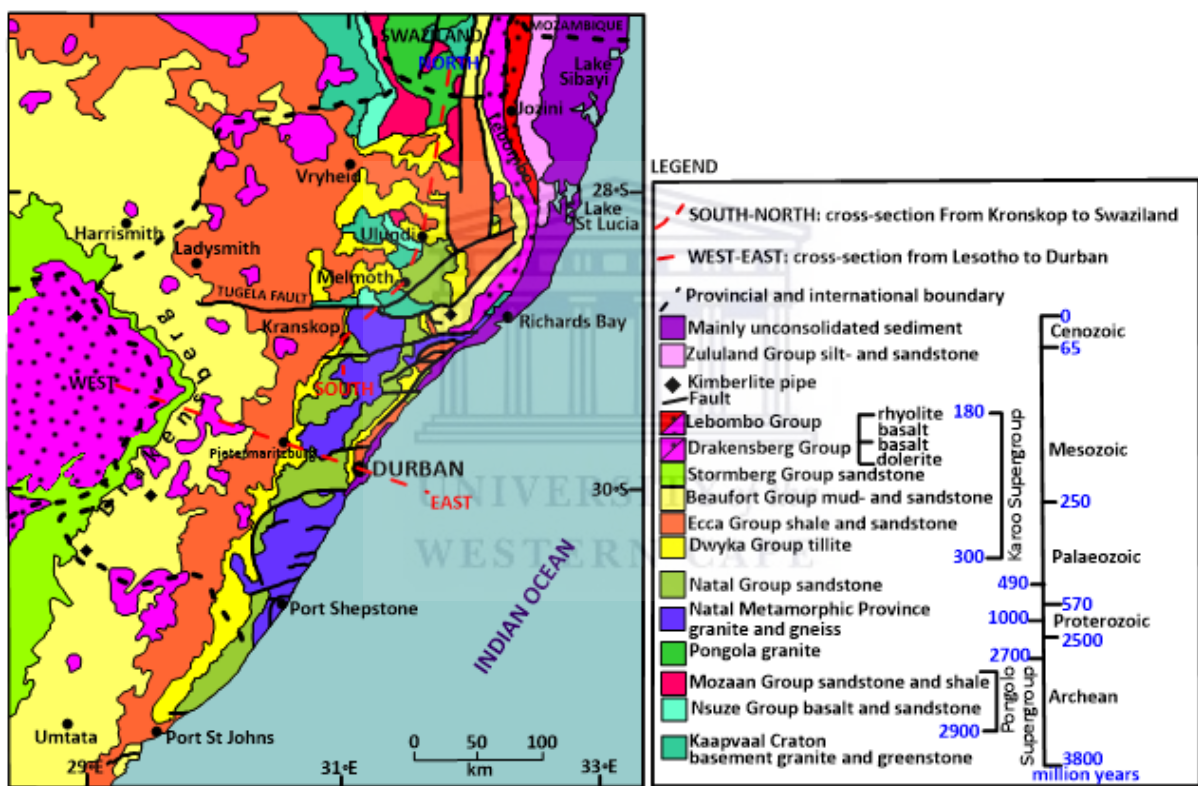 MOZAMBIQUE
SWAZILAND
NORTH
Lake
Sibayi
Jozini
Lebombo
Vryheid
28°S
Lake
St Lucia
Harrismith
Ladysmith
Ulundi
Melmoth
TUGELA FAULT
Kranskop
Richards Bay
WEST
SOUTH
Drakensberg
Pietermaritzburg
DURBAN
EAST
30°S
Port Shepstone
INDIAN OCEAN
Umtata
Port St Johns
0 50 100
km
29°E
31°E
33°E
UNIVERSITY of the
WESTERN CAPE
LEGEND
SOUTH-NORTH: cross-section From Kronskop to Swaziland
WEST-EAST: cross-section from Lesotho to Durban
Provincial and international boundary
Mainly unconsolidated sediment
Zululand Group silt- and sandstone
Kimberlite pipe
Fault
Lebombo Group
rhyolite
basalt
Drakensberg Group
basalt
dolerite
Stormberg Group sandstone
Beaufort Group mud- and sandstone
Ecca Group shale and sandstone
Dwyka Group tillite
Natal Group sandstone
Natal Metamorphic Province
granite and gneiss
Pongola granite
Mozaan Group sandstone and shale
Nsuze Group basalt and sandstone
Kaapvaal Craton
basement granite and greenstone
180
300
Karoo Supergroup
2900
Pongolo
Supergroup
0
Cenozoic
65
Mesozoic
250
Palaeozoic
490
570
1000
Proterozoic
2500
2700
Archean
3800
million years